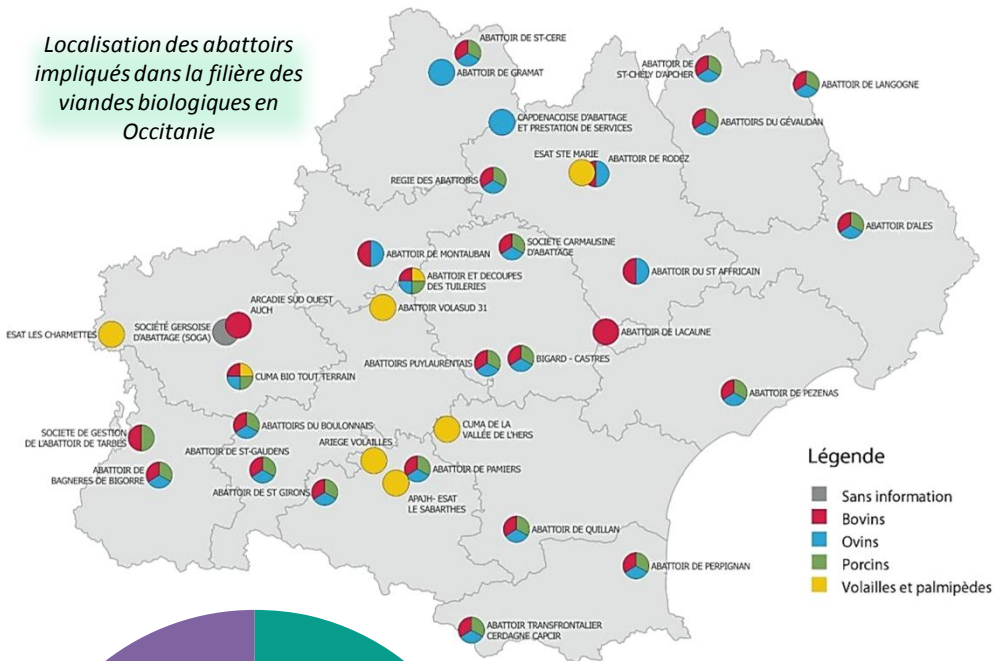 Localisation des abattoirs
impliqués dans la filière des
viandes biologiques en
Occitanie
ABATTOIR DE ST-CERE
ABATTOIR DE GRAMAT
ABATTOIR DE
ST-CHÉLY D'APCHER
ABATTOIR DE LANGOGNE
CAPDENACOISE D'ABATTAGE
ET PRESTATION DE SERVICES
ABATTOIRS DU GÉVAUDAN
ESAT STE MARIE
ABATTOIR DE RODEZ
REGIE DES ABATTOIRS
ABATTOIR D'ALES
ABATTOIR DE MONTAUBAN
SOCIETE CARMAUSINE
D'ABATTAGE
ABATTOIR ET DECOUPES
DES TUILERIES
ABATTOIR DU ST AFFRICAIN
ARCADIE SUD OUEST
AUCH
ABATTOIR VOLASUD 31
ESAT LES CHARMETTES
SOCIÉTÉ GERSOISE
D'ABATTAGE (SOGA)
ABATTOIR DE LACAUNE
ABATTOIRS PUYLAURENTAIS
BIGARD - CASTRES
CUMA BIO TOUT TERRAIN
ABATTOIR DE PEZENAS
SOCIETE DE GESTION
DE L'ABATTOIR DE TARBES
ABATTOIRS DU BOULONNAIS
CUMA DE LA
VALLÉE DE L'HERS
ARIEGE VOLAILLES
ABATTOIR DE ST-GAUDENS
ABATTOIR DE
BAGNERES DE BIGORRE
ABATTOIR DE PAMIERS
ABATTOIR DE ST GIRONS
APAJH- ESAT
LE SABARTHES
ABATTOIR DE QUILLAN
ABATTOIR DE PERPIGNAN
ABATTOIR TRANSFRONTALIER
CERDAGNE CAPCIR
Légende
Sans information
Bovins
Ovins
Porcins
Volailles et palmipèdes